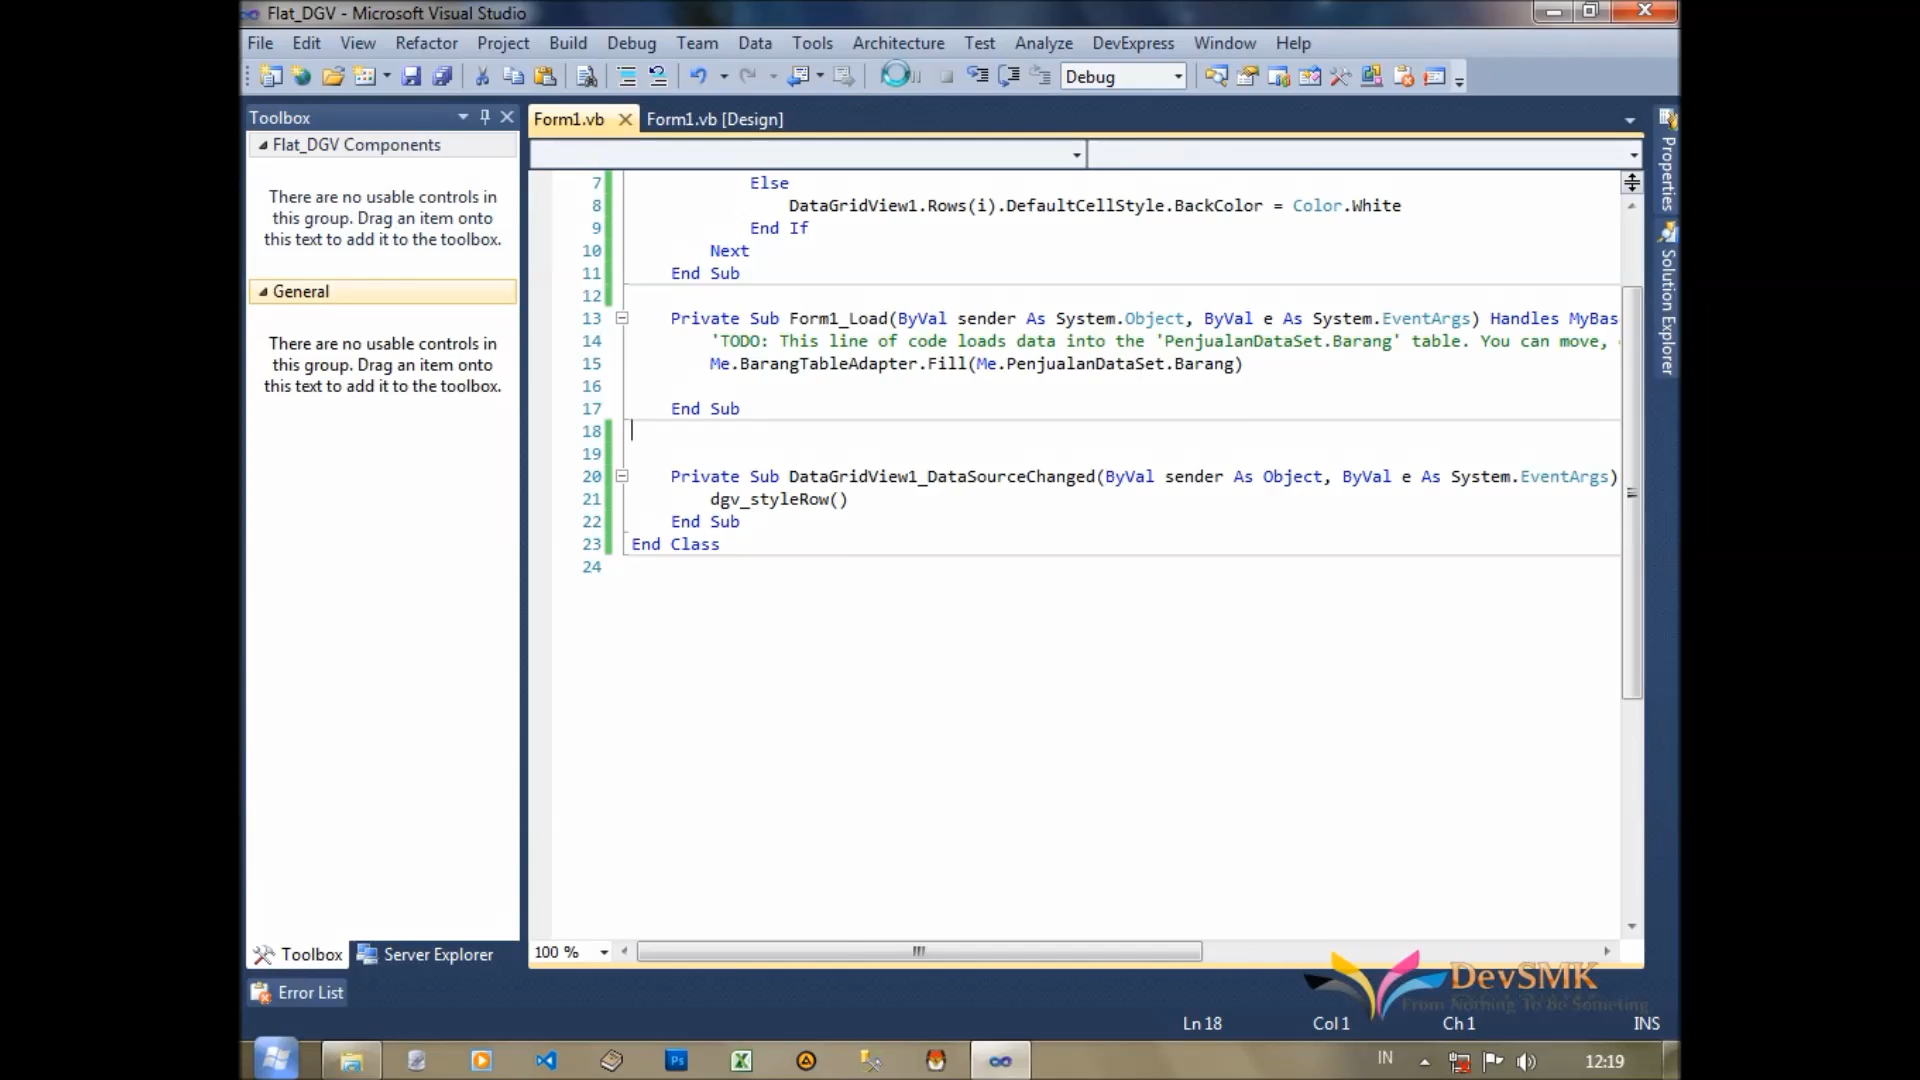 Flat_DGV - Microsoft Visual Studio
File Edit View Refactor Project Build Debug Team Data Tools Architecture Test Analyze DevExpress Window Help
Debug
Toolbox
Flat_DGV Components
There are no usable controls in
this group. Drag an item onto
this text to add it to the toolbox.
General
There are no usable controls in
this group. Drag an item onto
this text to add it to the toolbox.
Toolbox Server Explorer
Error List
Form1.vb Form1.vb [Design]
7 Else
8 DataGridView1.Rows(i).DefaultCellStyle.BackColor = Color.White
9 End If
10 Next
11 End Sub
12
13 Private Sub Form1_Load(ByVal sender As System.Object, ByVal e As System.EventArgs) Handles MyBas
14 'TODO: This line of code loads data into the 'PenjualanDataSet.Barang' table. You can move,
15 Me.BarangTableAdapter.Fill(Me.PenjualanDataSet.Barang)
16
17 End Sub
18
19
20 Private Sub DataGridView1_DataSourceChanged(ByVal sender As Object, ByVal e As System.EventArgs)
21 dgv_styleRow()
22 End Sub
23 End Class
24
100 %
Properties
Solution Explorer
DevSMK
From Nothing To Be Someting
Ln 18 Col 1 Ch 1 INS
Ps
IN 12:19